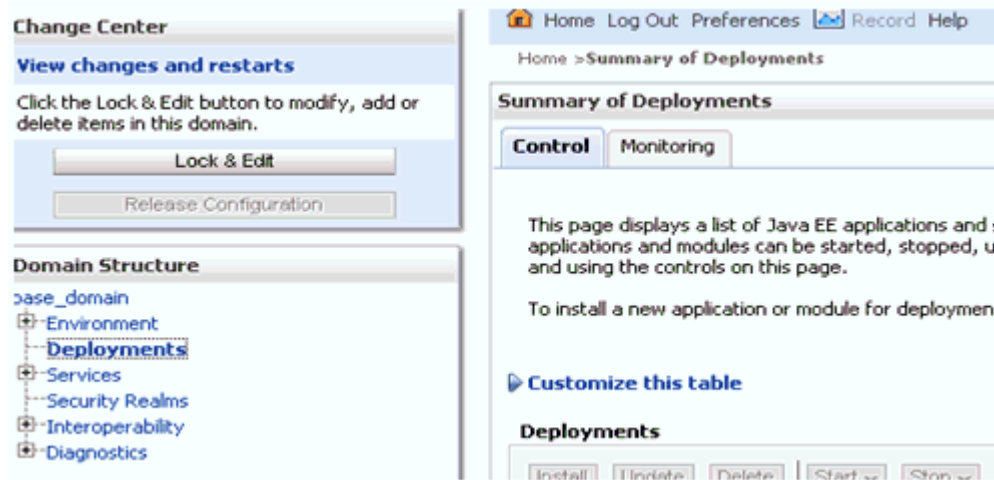 Change Center
View changes and restarts
Click the Lock & Edit button to modify, add or
delete items in this domain.
Lock & Edit
Release Configuration
Domain Structure
base_domain
Environment
Deployments
Services
Security Realms
Interoperability
Diagnostics
Home Log Out Preferences Record Help
Home >Summary of Deployments
Summary of Deployments
Control Monitoring
This page displays a list of Java EE applications and
applications and modules can be started, stopped,
and using the controls on this page.
To install a new application or module for deploymen
Customize this table
Deployments
Install Update Delete Start Stop